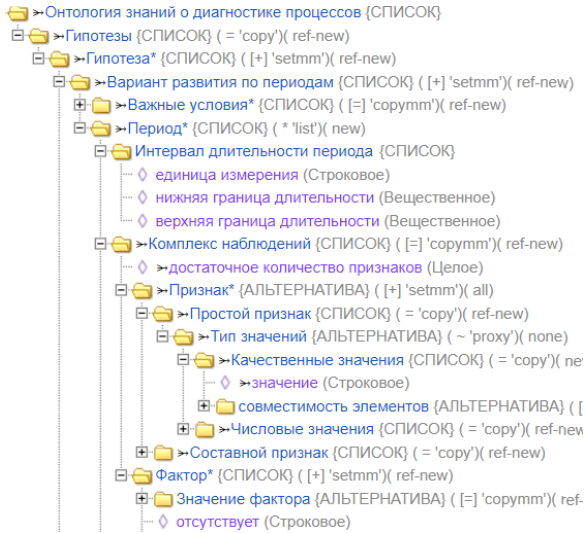 Онтология знаний о диагностике процессов {СПИСОК}
Гипотезы {СПИСОК} ( = 'copy')( ref-new)
Гипотеза* {СПИСОК} ( [+] 'setmm')( ref-new)
Вариант развития по периодам {СПИСОК} ( [+] 'setmm')( ref-new)
Важные условия* {СПИСОК} ( [=] 'copymm')( ref-new)
Период* {СПИСОК} ( * 'list')( new)
Интервал длительности периода {СПИСОК}
единица измерения (Строковое)
нижняя граница длительности (Вещественное)
верхняя граница длительности (Вещественное)
Комплекс наблюдений {СПИСОК} ( [=] 'copymm')( ref-new)
достаточное количество признаков (Целое)
Признак* {АЛЬТЕРНАТИВА} ( [+] 'setmm')( all)
Простой признак {СПИСОК} ( = 'copy')( ref-new)
Тип значений {АЛЬТЕРНАТИВА} ( ~ 'proxy')( none)
Качественные значения {СПИСОК} ( = 'copy')( ne
значение (Строковое)
совместимость элементов {АЛЬТЕРНАТИВА} ( [
Числовые значения {СПИСОК} ( = 'copy')( ref-new
Составной признак {СПИСОК} ( = 'copy')( ref-new)
Фактор* {СПИСОК} ( [+] 'setmm')( ref-new)
Значение фактора {АЛЬТЕРНАТИВА} ( [=] 'copymm')( ref-
отсутствует (Строковое)